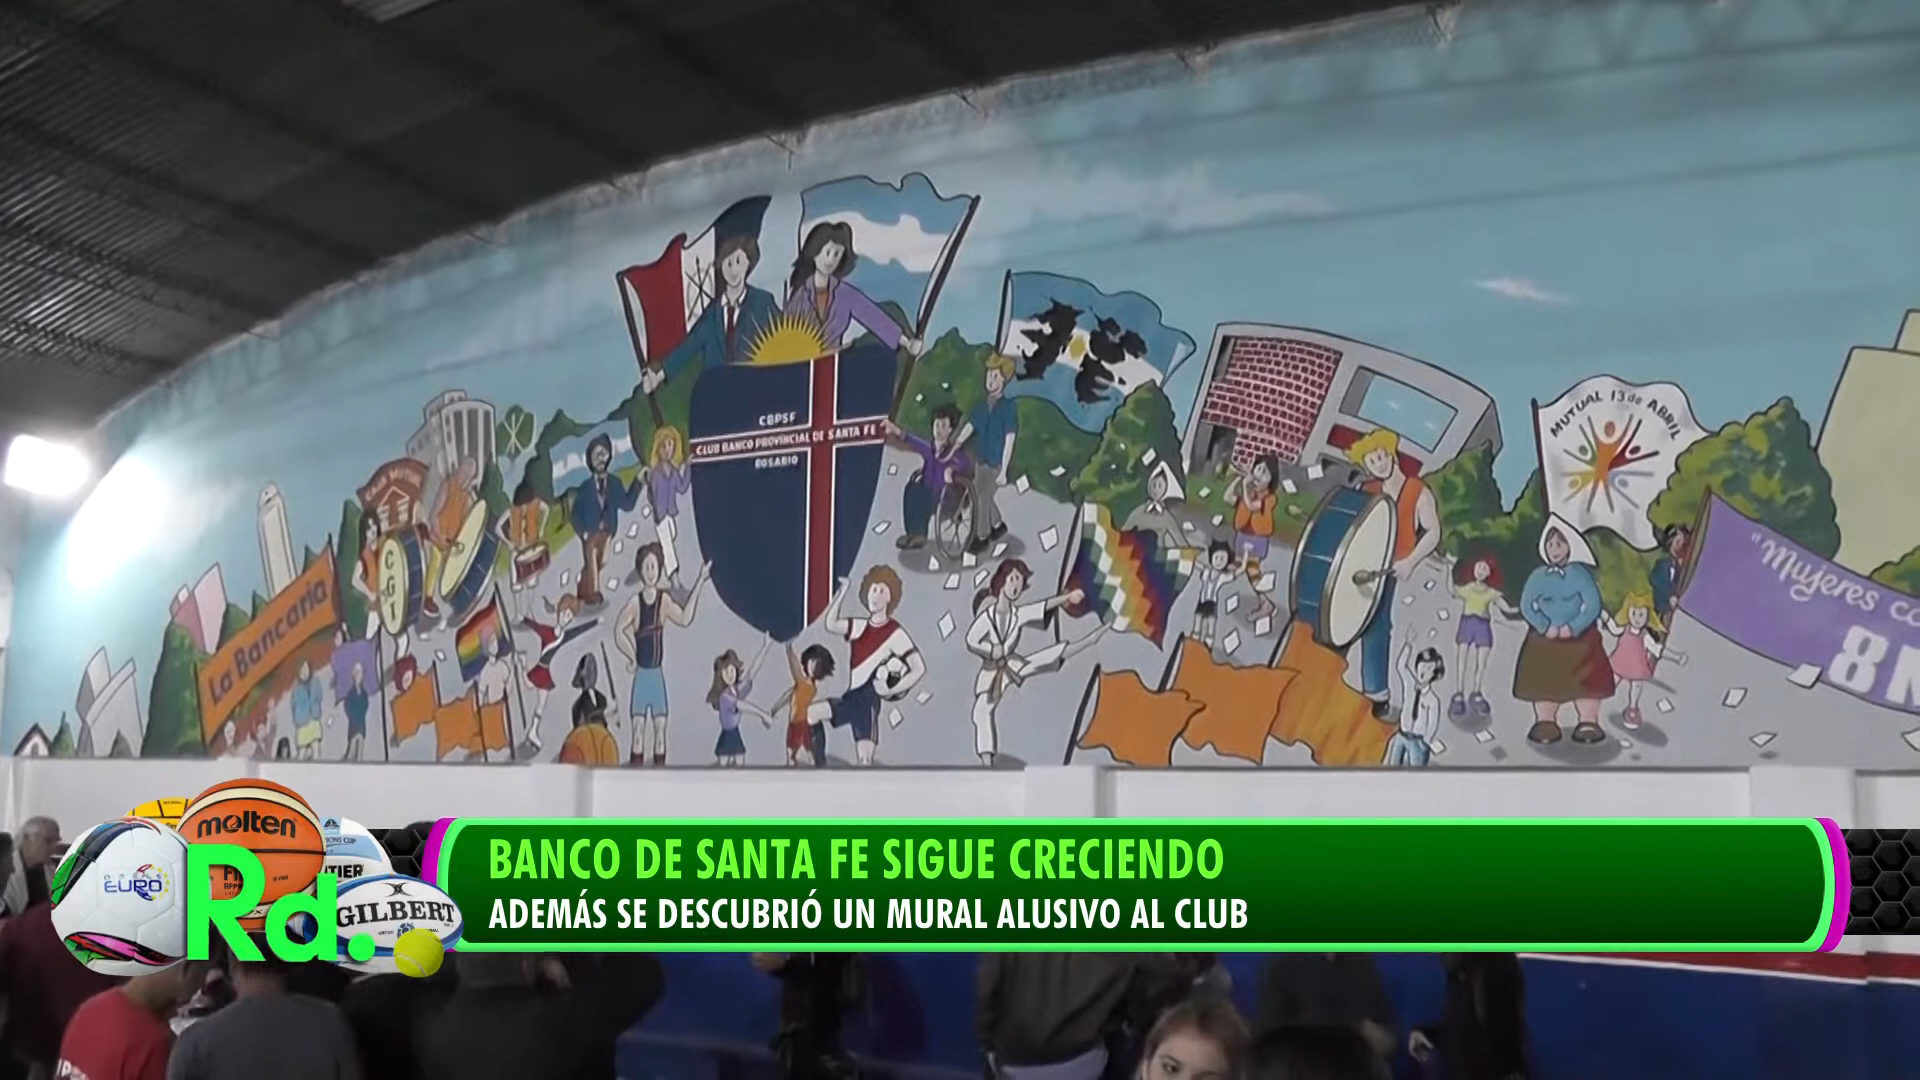 CBPSF
CLUB BANCO PROVINCIAL DE SANTA FE
ROSARIO
MUTUAL 13 de ABRIL
CGT
La Bancaria
"Mujeres
8M
molten
EURO
GILBERT
Rd.
BANCO DE SANTA FE SIGUE CRECIENDO
ADEMÁS SE DESCUBRIÓ UN MURAL ALUSIVO AL CLUB